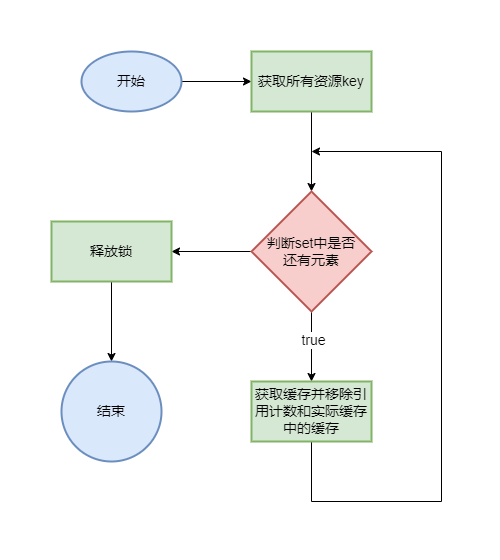 开始
获取所有资源key
判断set中是否
还有元素
释放锁
true
获取缓存并移除引
用计数和实际缓存
中的缓存
结束